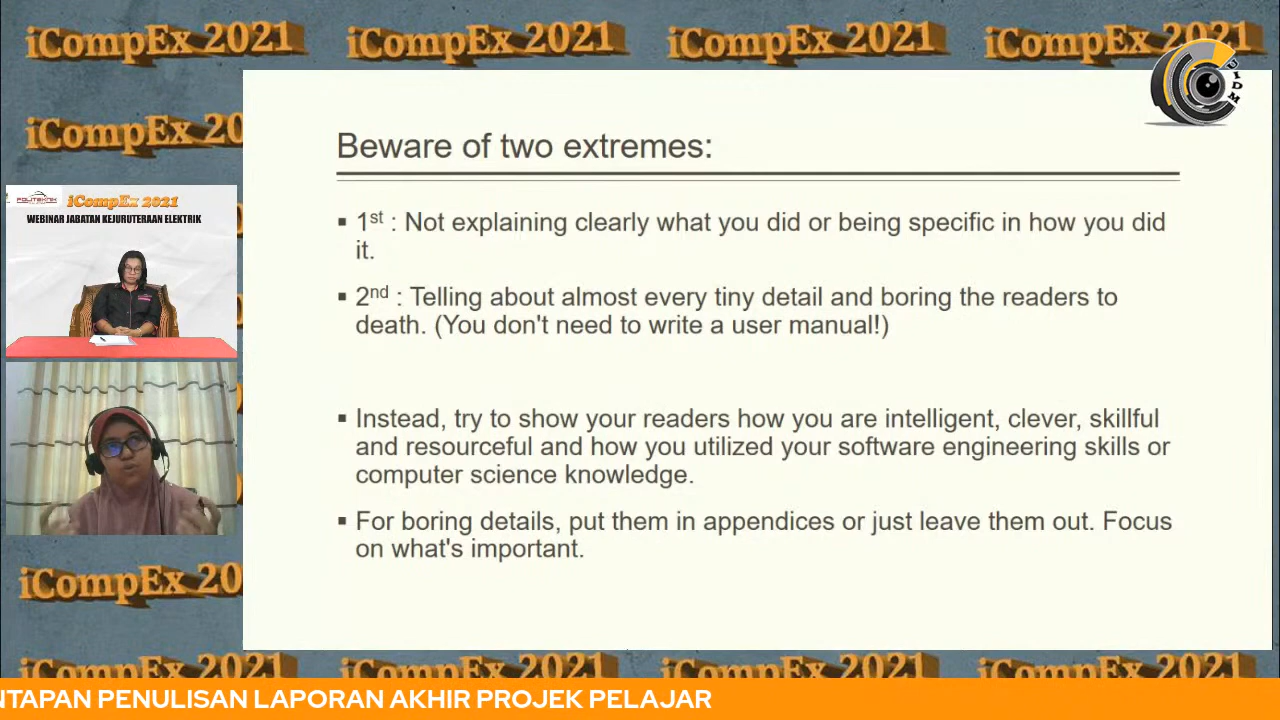 iCompEx 2021 iCompEx 2021 iCompEx 2021 iCompEx 2021
UIDM
iCompEx 20
Beware of two extremes:
POLITEKNIK iCompEx 2021
WEBINAR JABATAN KEJURUTERAAN ELEKTRIK
▪ 1st : Not explaining clearly what you did or being specific in how you did
it.
▪ 2nd : Telling about almost every tiny detail and boring the readers to
death. (You don't need to write a user manual!)
▪ Instead, try to show your readers how you are intelligent, clever, skillful
and resourceful and how you utilized your software engineering skills or
computer science knowledge.
▪ For boring details, put them in appendices or just leave them out. Focus
on what's important.
iCompEx 20
iCompEx 2021 iCompEx 2021 iCompEx 2021 iCompEx 2021
NTAPAN PENULISAN LAPORAN AKHIR PROJEK PELAJAR